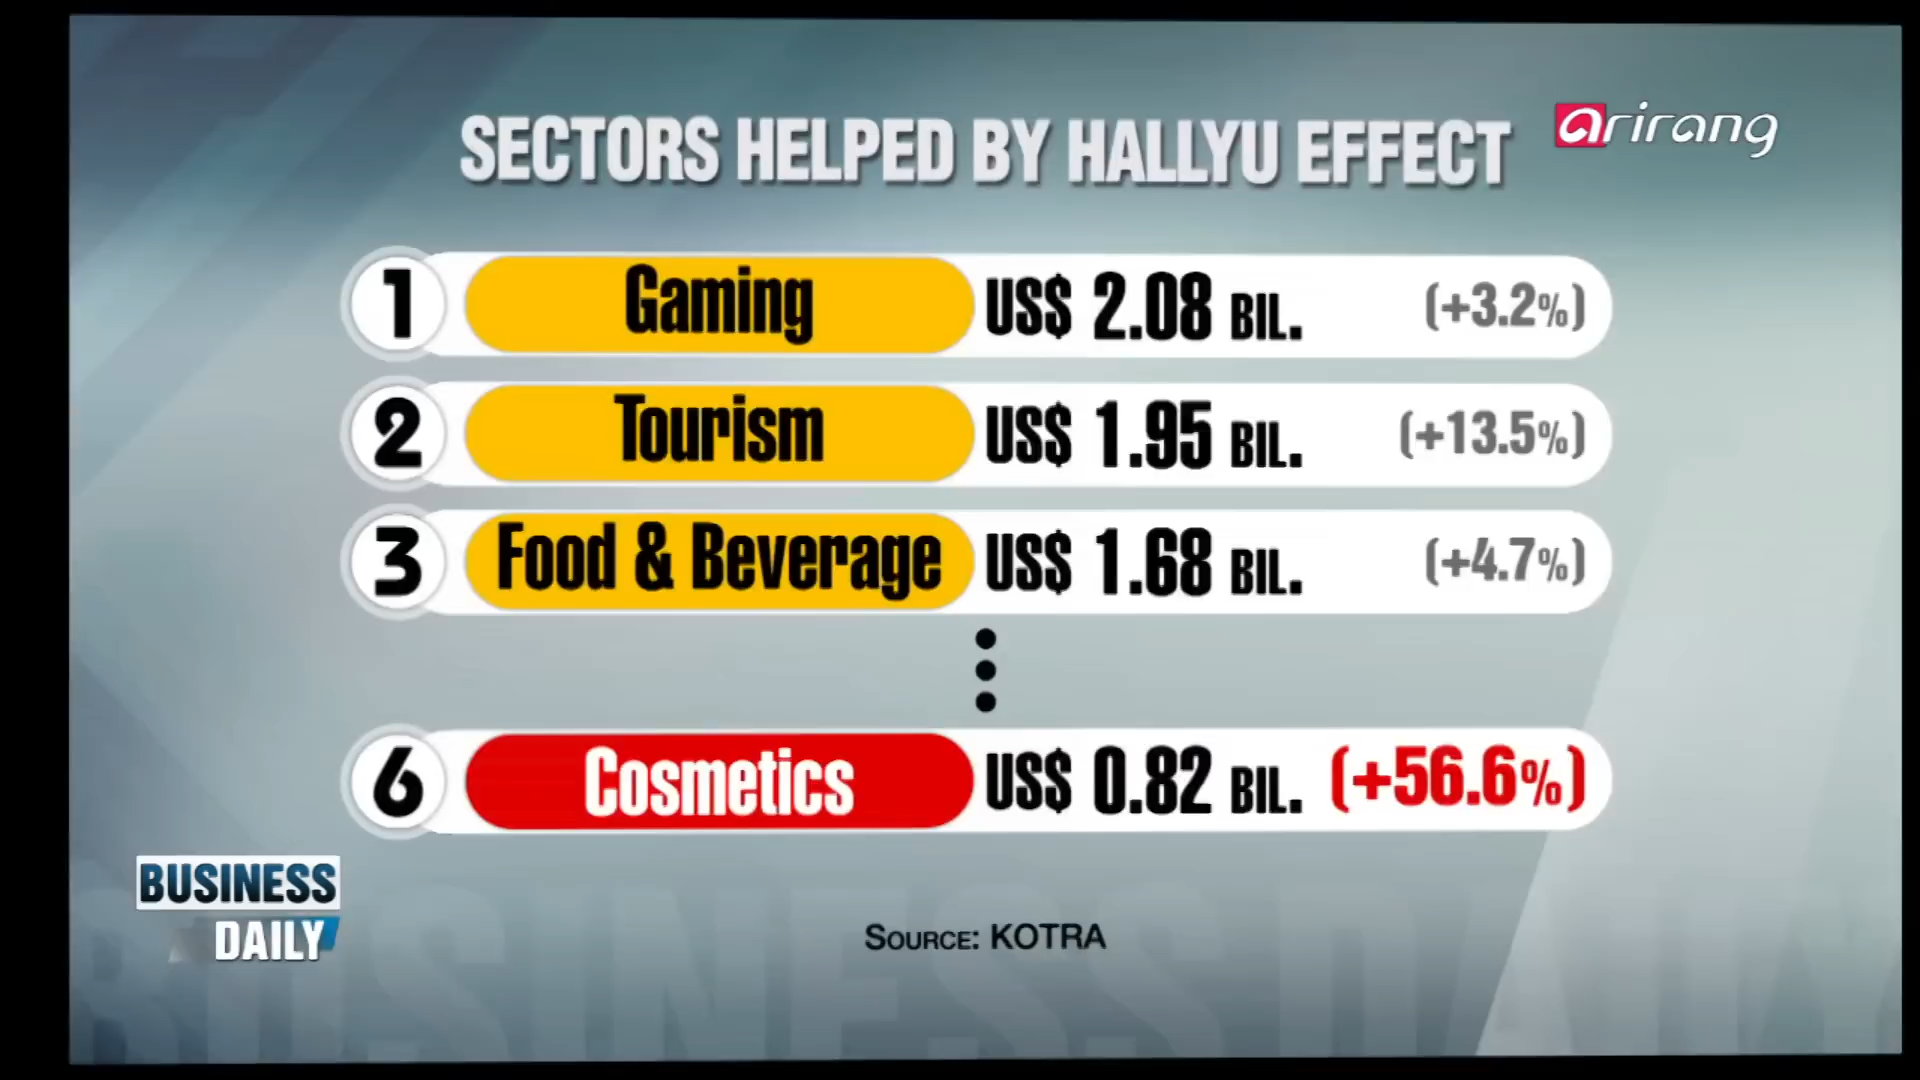 SECTORS HELPED BY HALLYU EFFECT
arirang
1 Gaming US$ 2.08 BIL. (+3.2%)
2 Tourism US$ 1.95 BIL. (+13.5%)
3 Food & Beverage US$ 1.68 BIL. (+4.7%)
6 Cosmetics US$ 0.82 BIL. (+56.6%)
BUSINESS
DAILY
SOURCE: KOTRA
BUSINESS DAILY